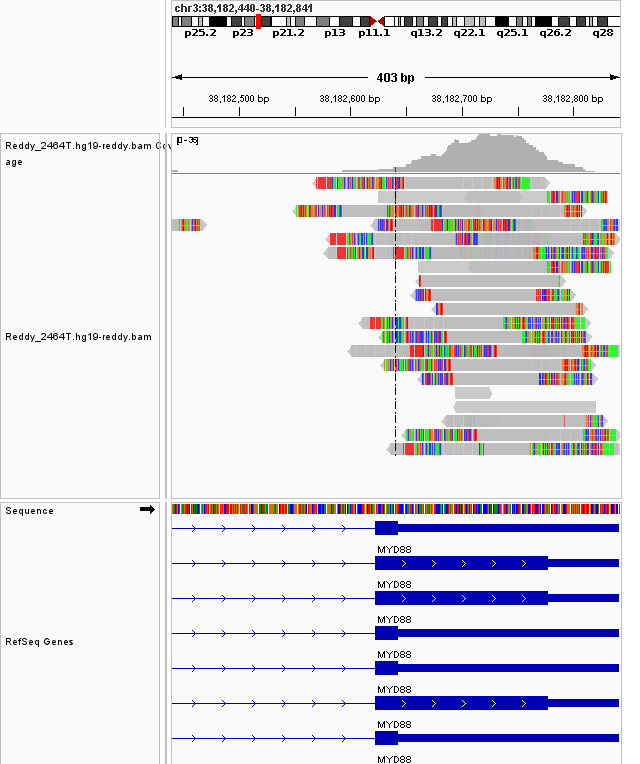 chr3:38,182,440-38,182,841
p25.2 p23 p21.2 p13 p11.1 q13.2 q22.1 q25.1 q26.2 q28
403 bp
38,182,500 bp 38,182,600 bp 38,182,700 bp 38,182,800 bp
Reddy_2464T.hg19-reddy.bam Cov
age
Reddy_2464T.hg19-reddy.bam
Sequence
MYD88
MYD88
MYD88
MYD88
RefSeq Genes
MYD88
MYD88
MYD88
MYD88